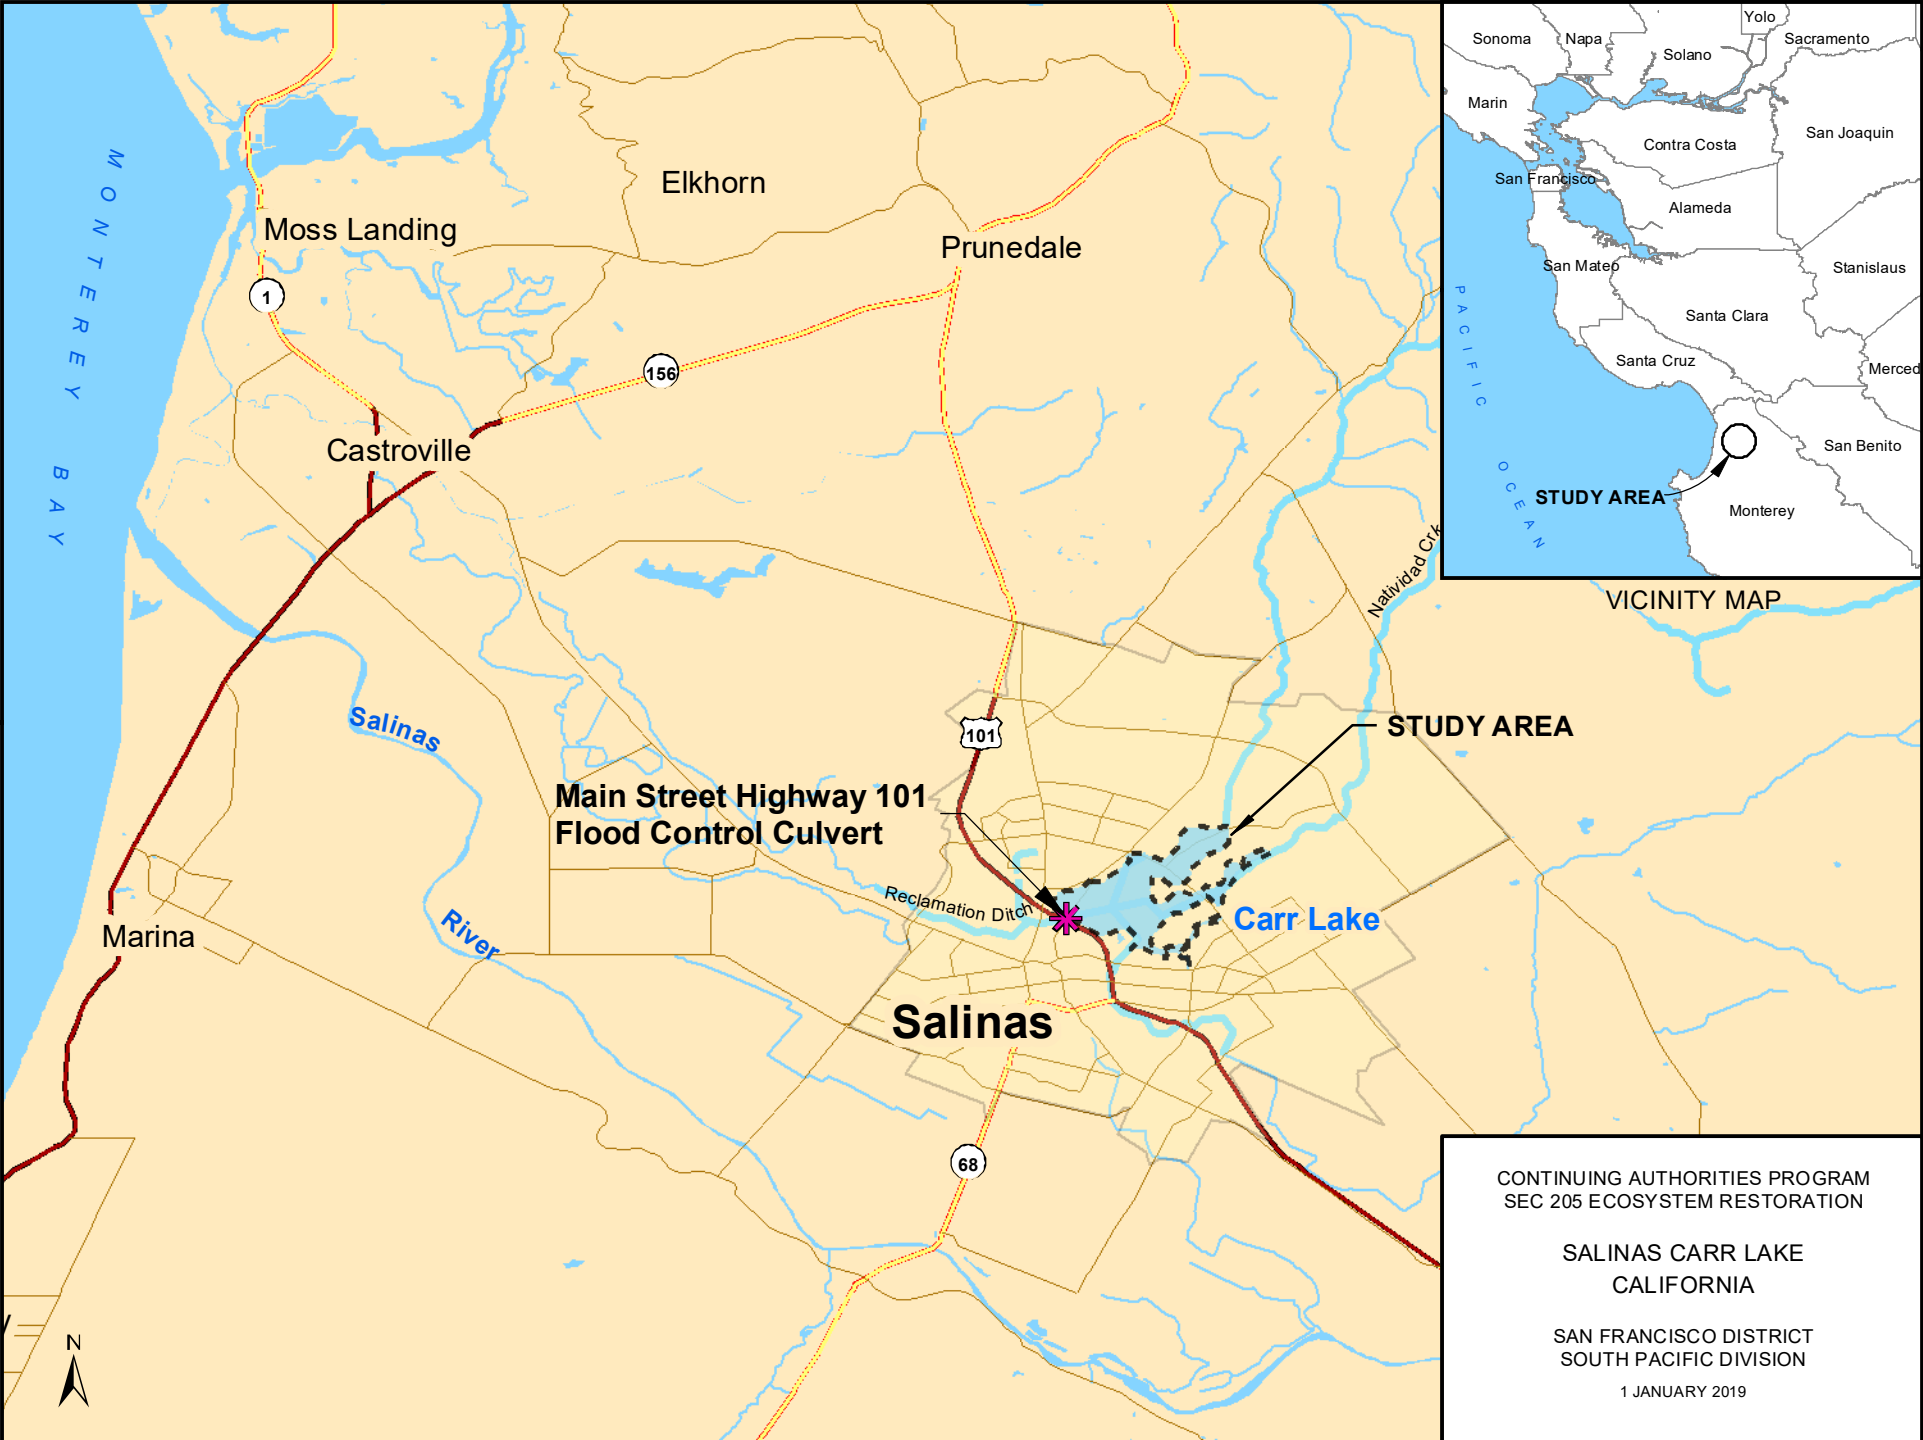 MONTEREY BAY
Elkhorn
Moss Landing
Prunedale
1
156
Castroville
Natividad Crk
Salinas
River
101
STUDY AREA
Main Street Highway 101
Flood Control Culvert
Reclamation Ditch
Carr Lake
Marina
Salinas
68
N
Yolo
Sonoma
Napa
Sacramento
Solano
Marin
San Joaquin
Contra Costa
San Francisco
Alameda
San Mateo
Stanislaus
PACIFIC OCEAN
Santa Clara
Santa Cruz
Merced
San Benito
STUDY AREA
Monterey
VICINITY MAP
CONTINUING AUTHORITIES PROGRAM
SEC 205 ECOSYSTEM RESTORATION
SALINAS CARR LAKE
CALIFORNIA
SAN FRANCISCO DISTRICT
SOUTH PACIFIC DIVISION
1 JANUARY 2019